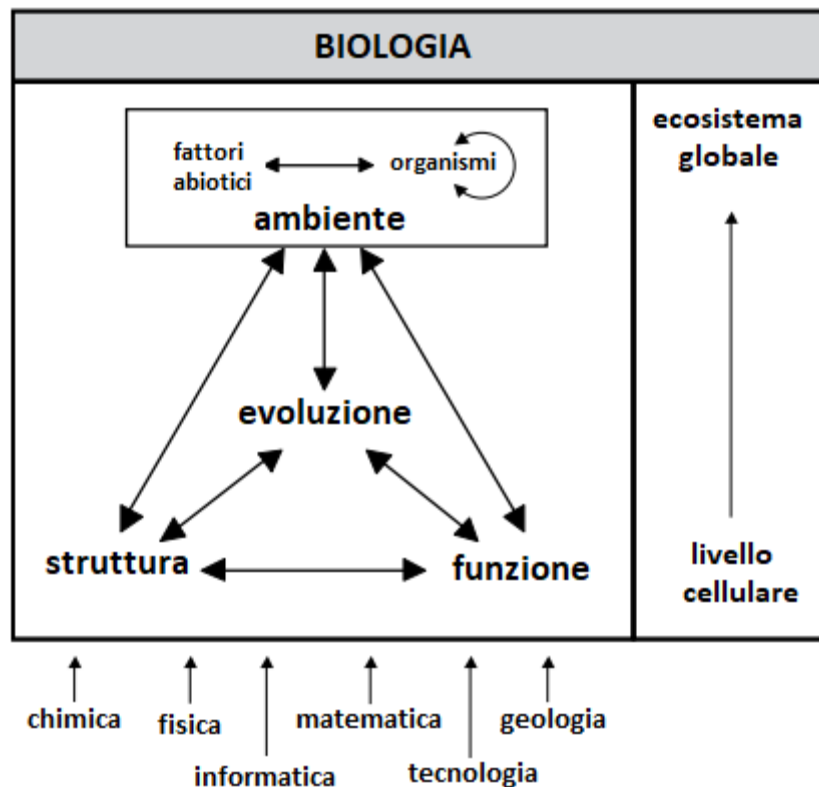 BIOLOGIA
fattori
abiotici
organismi
ambiente
evoluzione
struttura
funzione
ecosistema
globale
livello
cellulare
chimica
fisica
informatica
matematica
tecnologia
geologia